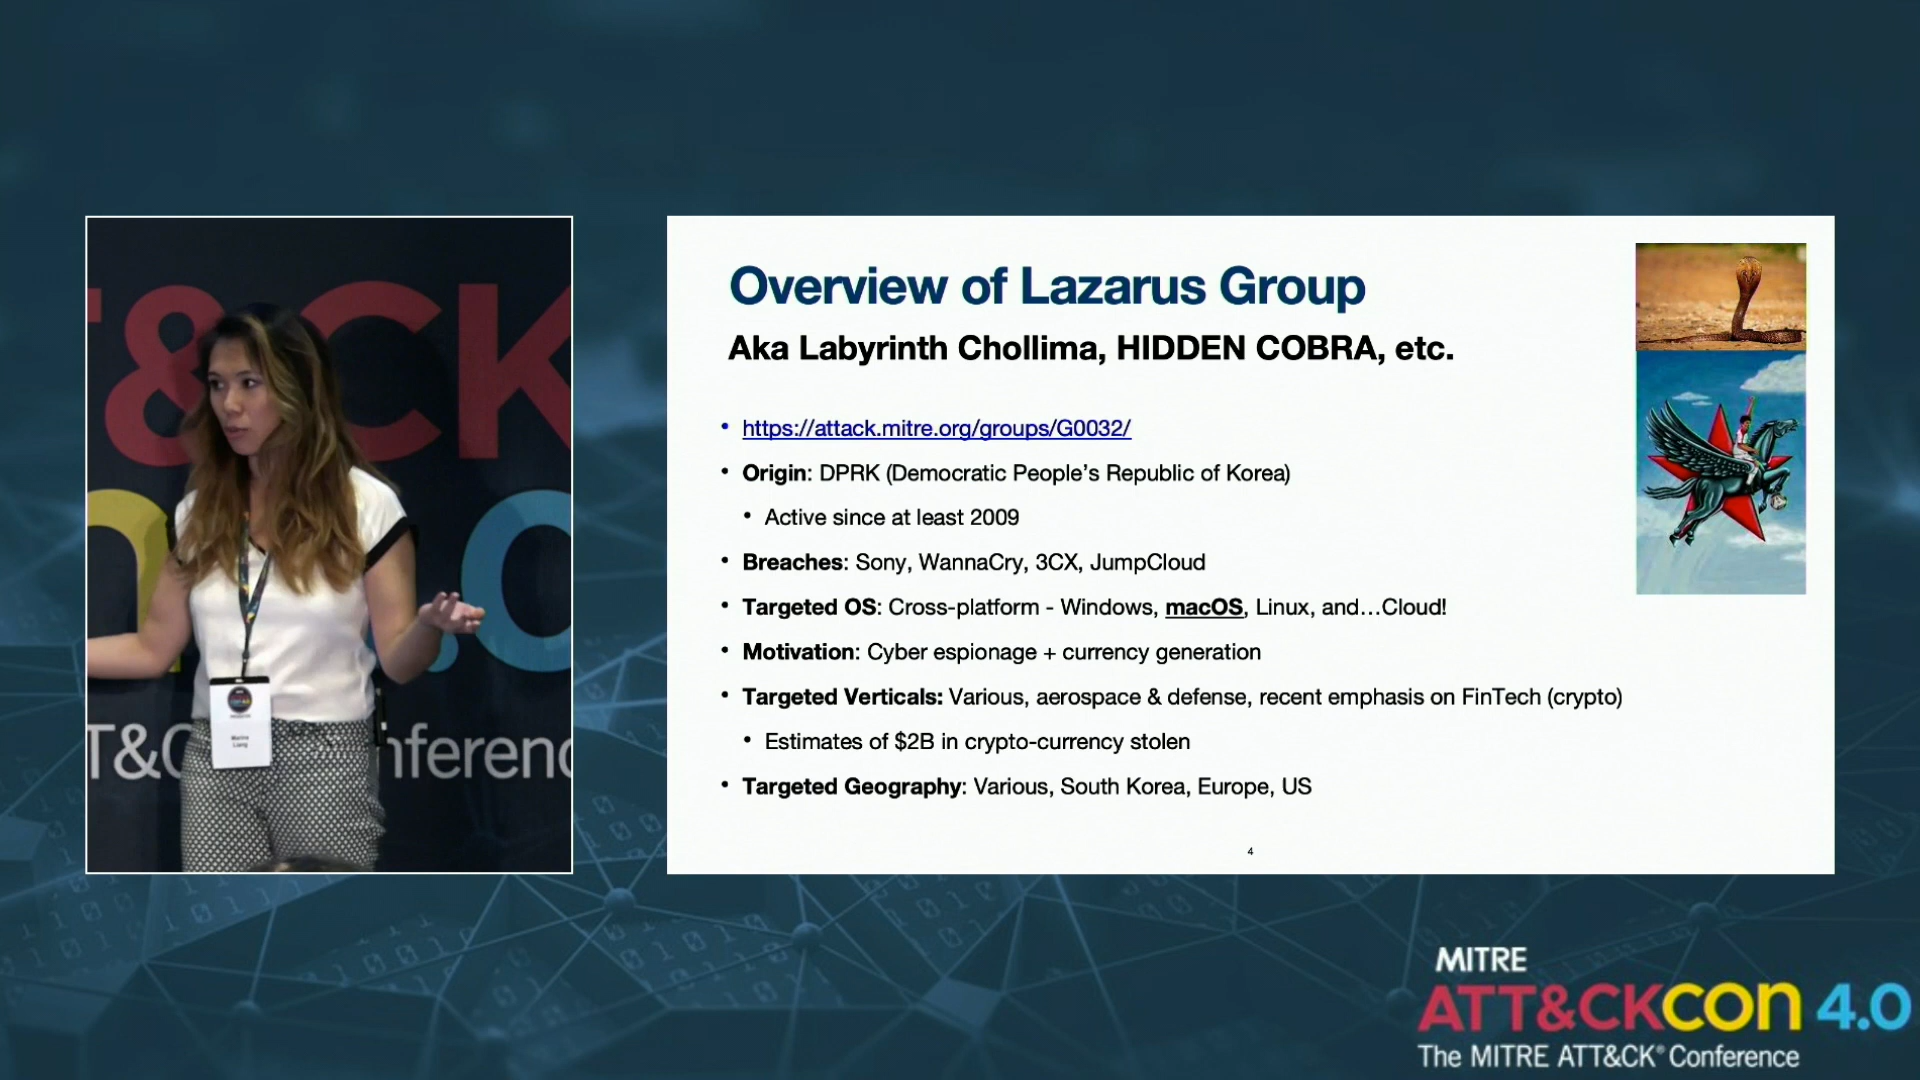 &CK
n .0
T&C nferenc
Marina
Liang
Overview of Lazarus Group
Aka Labyrinth Chollima, HIDDEN COBRA, etc.
• https://attack.mitre.org/groups/G0032/
• Origin: DPRK (Democratic People’s Republic of Korea)
• Active since at least 2009
• Breaches: Sony, WannaCry, 3CX, JumpCloud
• Targeted OS: Cross-platform - Windows, macOS, Linux, and…Cloud!
• Motivation: Cyber espionage + currency generation
• Targeted Verticals: Various, aerospace & defense, recent emphasis on FinTech (crypto)
• Estimates of $2B in crypto-currency stolen
• Targeted Geography: Various, South Korea, Europe, US
4
MITRE
ATT&CKCON 4.0
The MITRE ATT&CK® Conference